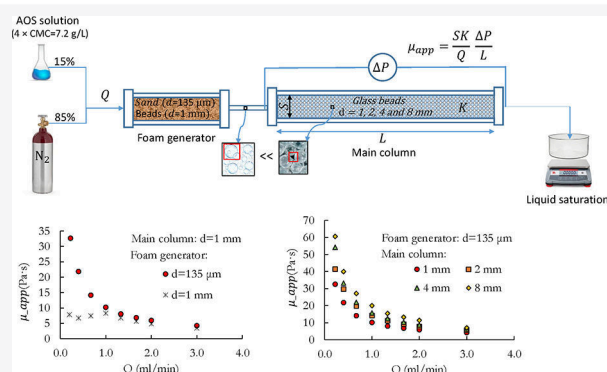 AOS solution
(4 × CMC=7.2 g/L)
15%
85%
N2
Q
Sand (d=135 μm)
Beads (d=1 mm)
Foam generator
<<
ΔP
μapp = SK/Q ΔP/L
S
Glass beads
d = 1, 2, 4 and 8 mm
K
L
Main column
Liquid saturation
μ_app(Pa·s)
35
30
25
20
15
10
5
0
0.0 1.0 2.0 3.0 4.0
Q (ml/min)
Main column: d=1 mm
Foam generator:
d=135 μm
d=1 mm
μ_app(Pa·s)
70
60
50
40
30
20
10
0
0.0 1.0 2.0 3.0 4.0
Q (ml/min)
Foam generator: d=135 μm
Main column:
1 mm 2 mm
4 mm 8 mm